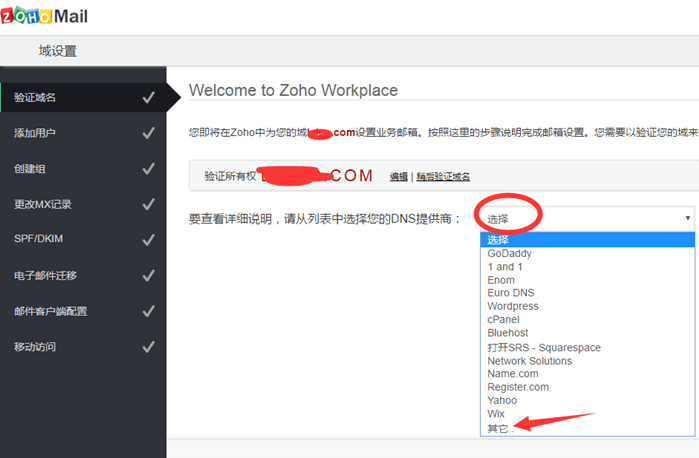 ZOHO Mail
域设置
验证域名
添加用户
创建组
更改MX记录
SPF/DKIM
电子邮件迁移
邮件客户端配置
移动访问
Welcome to Zoho Workplace
您即将在Zoho中为您的域 .com设置业务邮箱。按照这里的步骤说明完成邮箱设置。您需要以验证您的域来
验证所有权 .COM 编辑 | 稍后验证域名
要查看详细说明，请从列表中选择您的DNS提供商： 选择
选择
GoDaddy
1 and 1
Enom
Euro DNS
Wordpress
cPanel
Bluehost
打开SRS - Squarespace
Network Solutions
Name.com
Register.com
Yahoo
Wix
其它..